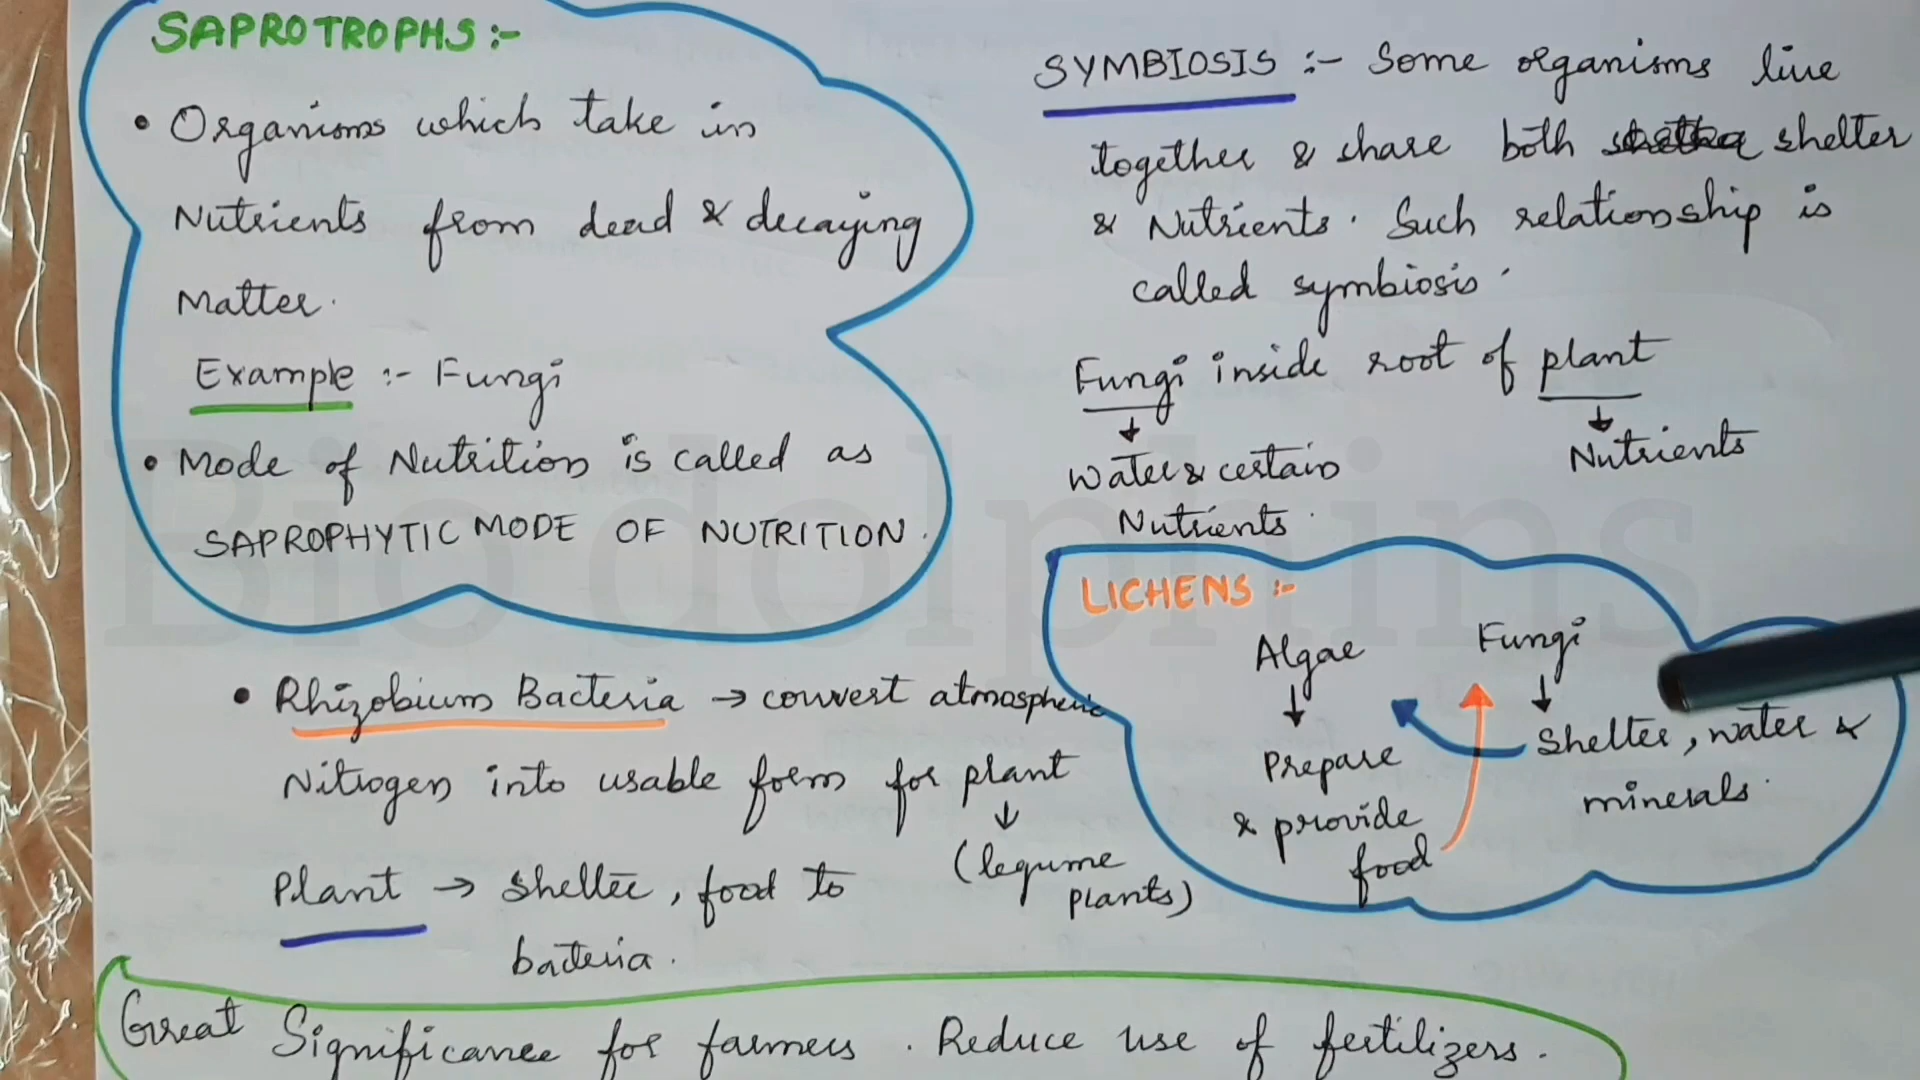 SAPROTROPHS :-
• Organisms which take in
Nutrients from dead & decaying
Matter.
Example :- Fungi
• Mode of Nutrition is called as
SAPROPHYTIC MODE OF NUTRITION.
• Rhizobium Bacteria → convert atmospheric
Nitrogen into usable form for plant
↓
(legume
plants)
Plant → shelter, food to
bacteria.
SYMBIOSIS :- Some organisms live
together & share both shelter
& Nutrients. Such relationship is
called symbiosis.
Fungi inside root of plant
↓ ↓
Water & certain
Nutrients.
Nutrients
LICHENS :-
Algae
↓
Prepare
& provide
food
Fungi
↓
Shelter, water &
minerals.
Great Significance for farmers. Reduce use of fertilizers.
Bio dolphins